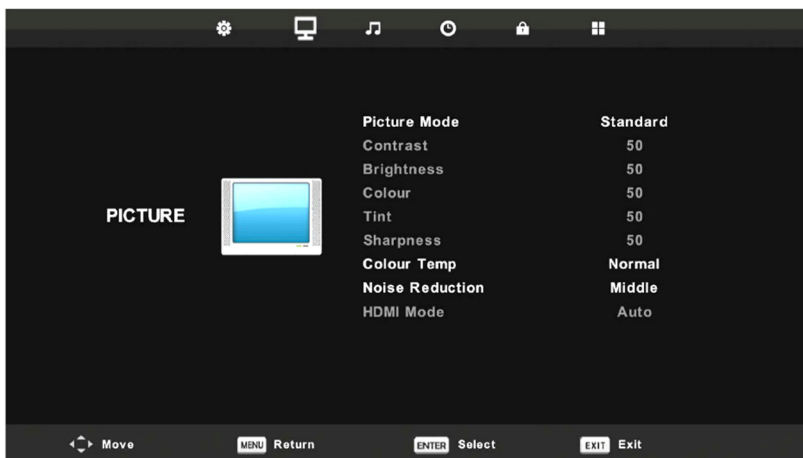 Picture Mode Standard
Contrast 50
Brightness 50
Colour 50
PICTURE
Tint 50
Sharpness 50
Colour Temp Normal
Noise Reduction Middle
HDMI Mode Auto
Move MENU Return ENTER Select EXIT Exit